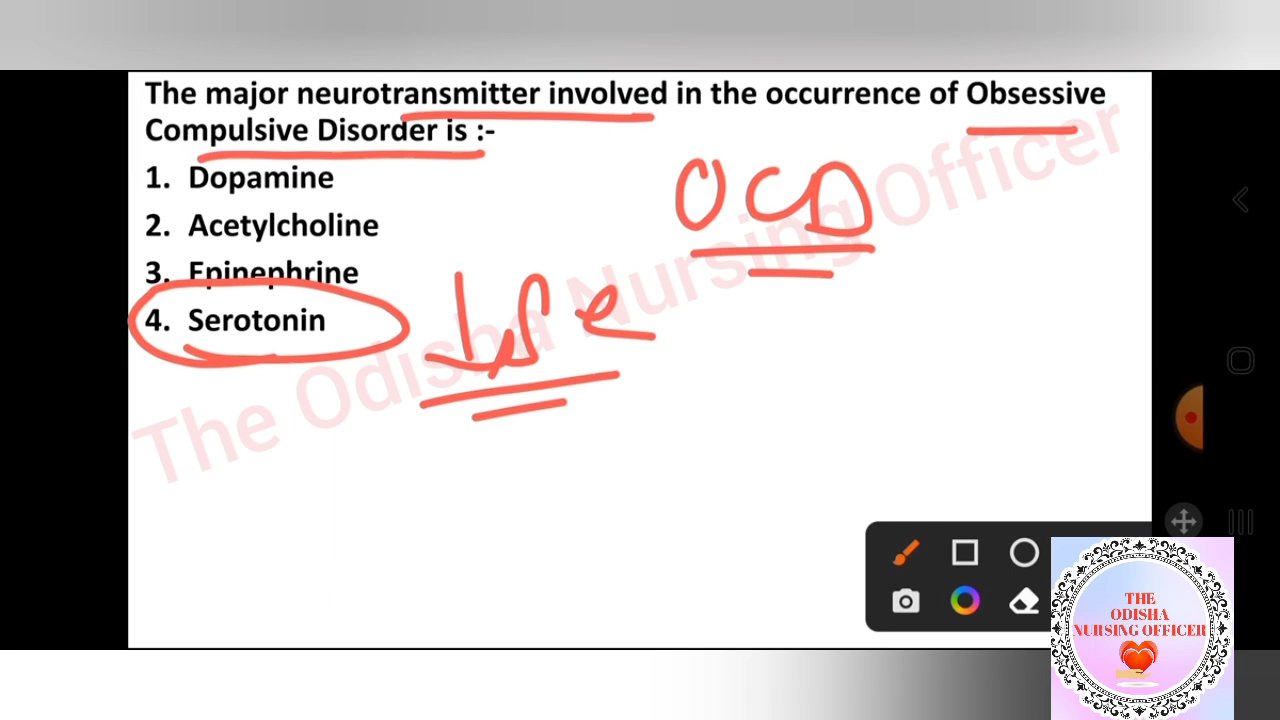 The major neurotransmitter involved in the occurrence of Obsessive
Compulsive Disorder is :-
1. Dopamine
2. Acetylcholine
3. Epinephrine
4. Serotonin
OCD
The Odisha Nursing Officer
THE
ODISHA
NURSING OFFICER